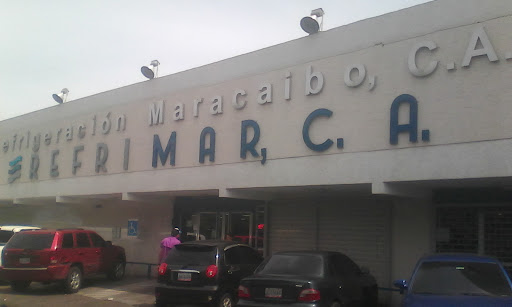 efrigeración Maracaibo, C.A.
REFRIMAR, C. A.